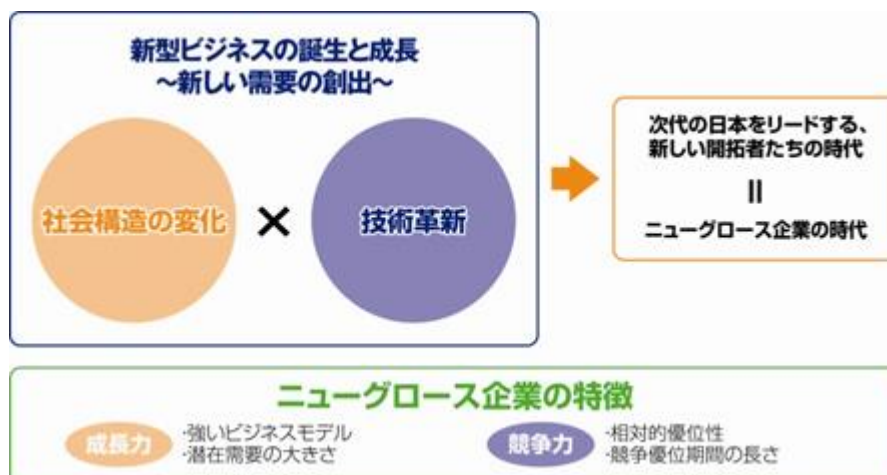 新型ビジネスの誕生と成長
～新しい需要の創出～
社会構造の変化
×
技術革新
次代の日本をリードする、
新しい開拓者たちの時代
＝
ニューグロース企業の時代
ニューグロース企業の特徴
成長力
・強いビジネスモデル
・潜在需要の大きさ
競争力
・相対的優位性
・競争優位期間の長さ